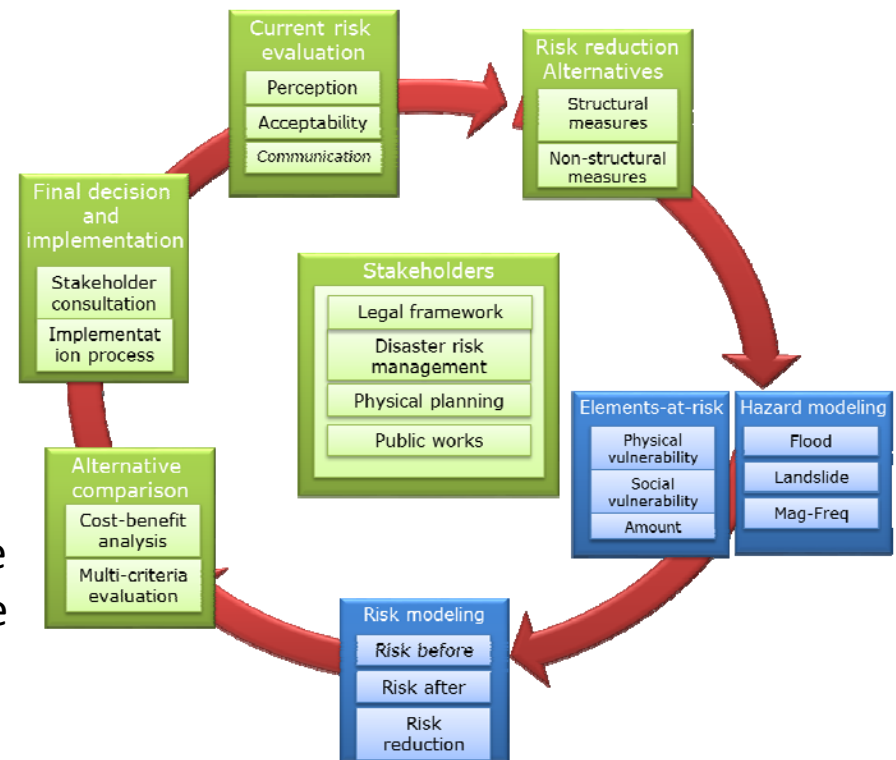 Current risk
evaluation
Perception
Acceptability
Communication
Risk reduction
Alternatives
Structural
measures
Non-structural
measures
Final decision
and
implementation
Stakeholder
consultation
Implementat
ion process
Stakeholders
Legal framework
Disaster risk
management
Physical planning
Public works
Elements-at-risk
Physical
vulnerability
Social
vulnerability
Amount
Hazard modeling
Flood
Landslide
Mag-Freq
Alternative
comparison
Cost-benefit
analysis
Multi-criteria
evaluation
e
e
Risk modeling
Risk before
Risk after
Risk
reduction